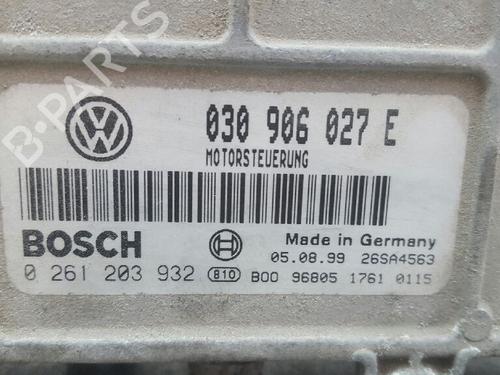 B-PARTS
030 906 027 E
MOTORSTEUERUNG
BOSCH
Made in Germany
05.08.99 26SA4563
0 261 203 932 810 B00 96805 1761 0115